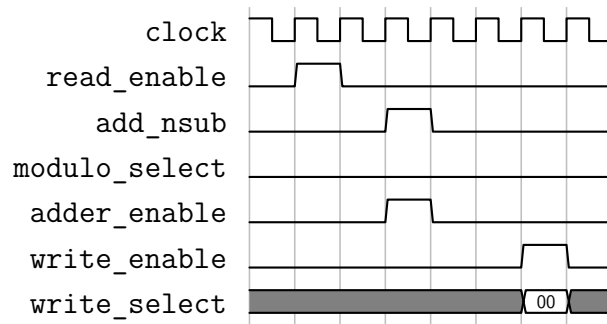 clock
read_enable
add_nsub
modulo_select
adder_enable
write_enable
write_select 00